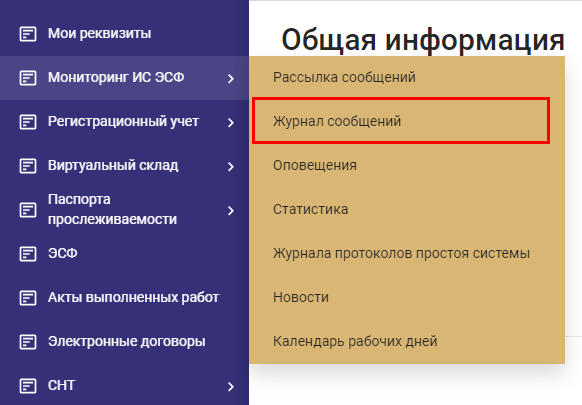 Мои реквизиты
Общая информация
Мониторинг ИС ЭСФ
Рассылка сообщений
Регистрационный учет
Журнал сообщений
Виртуальный склад
Оповещения
Паспорта
прослеживаемости
Статистика
ЭСФ
Журнала протоколов простоя системы
Акты выполненных работ
Новости
Электронные договоры
Календарь рабочих дней
СНТ